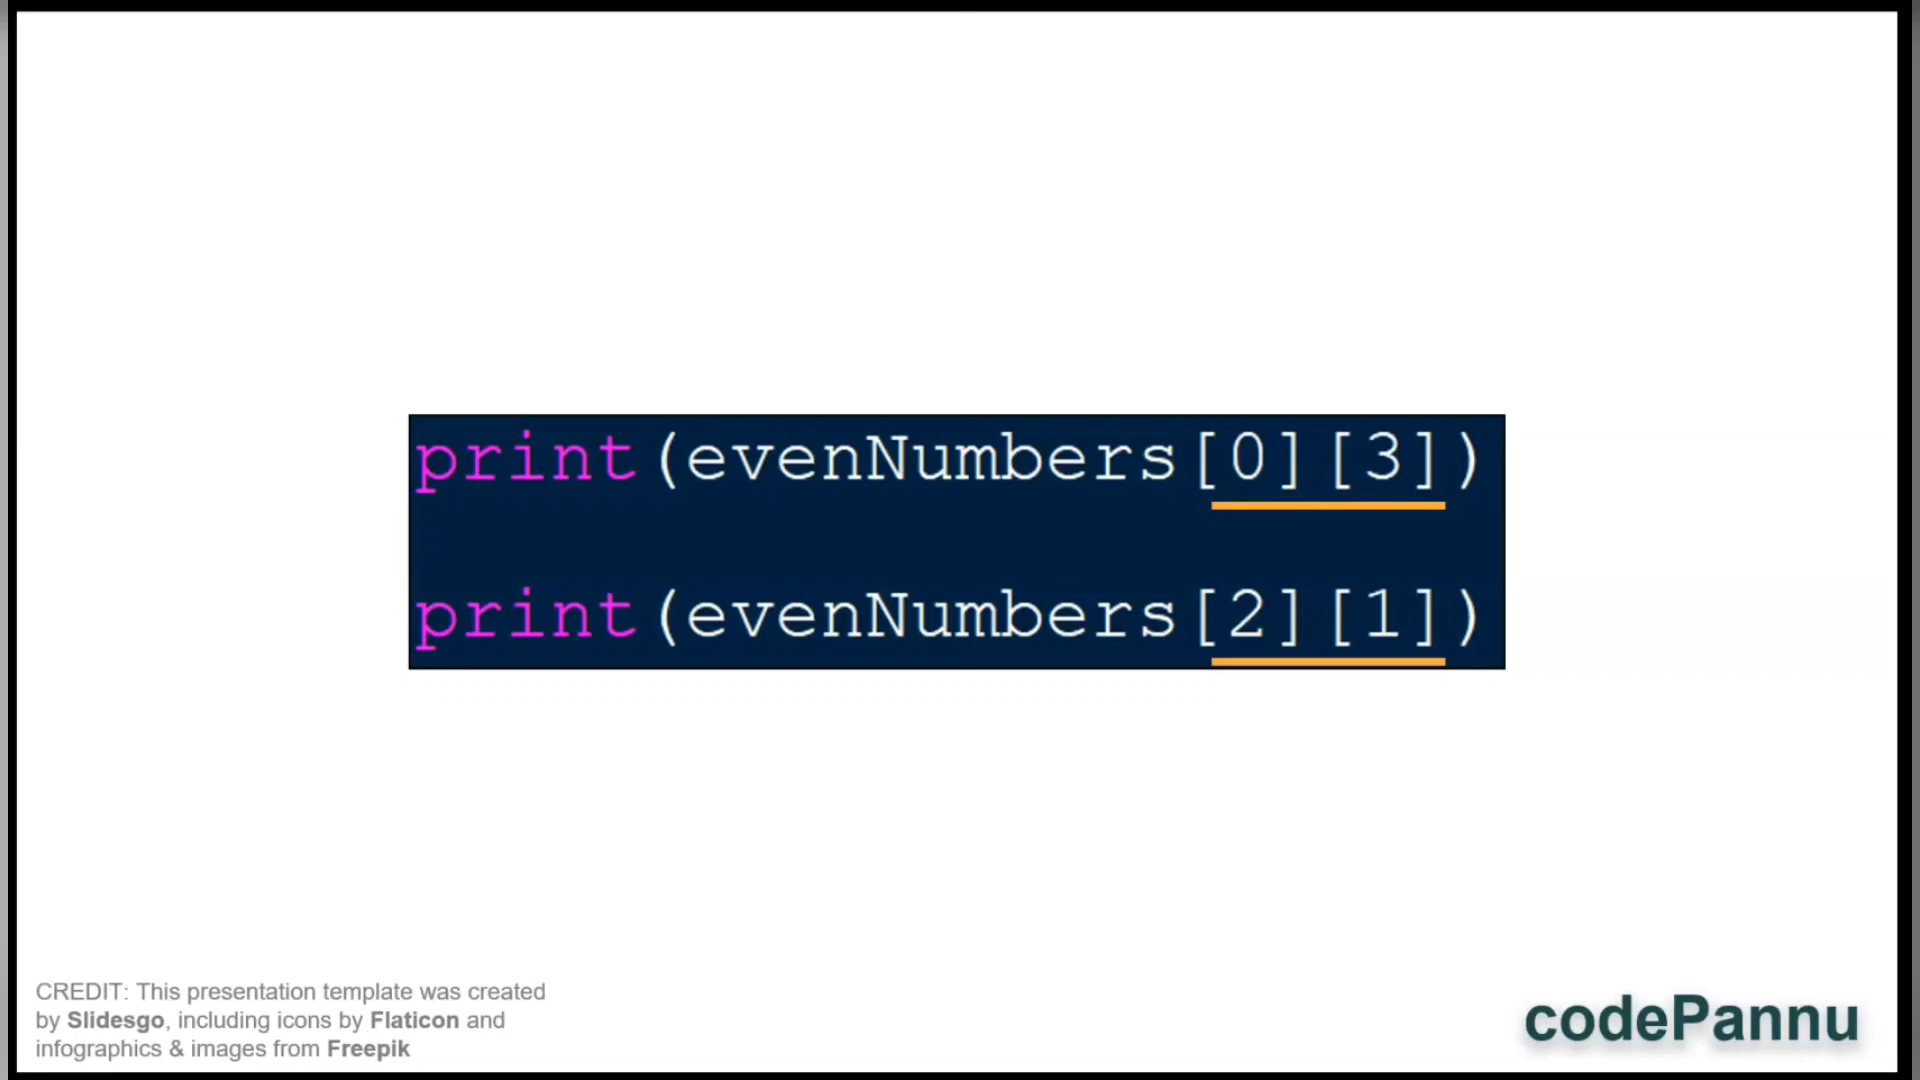 print(evenNumbers[0][3])
print(evenNumbers[2][1])
CREDIT: This presentation template was created
by Slidesgo, including icons by Flaticon and
infographics & images from Freepik
codePannu